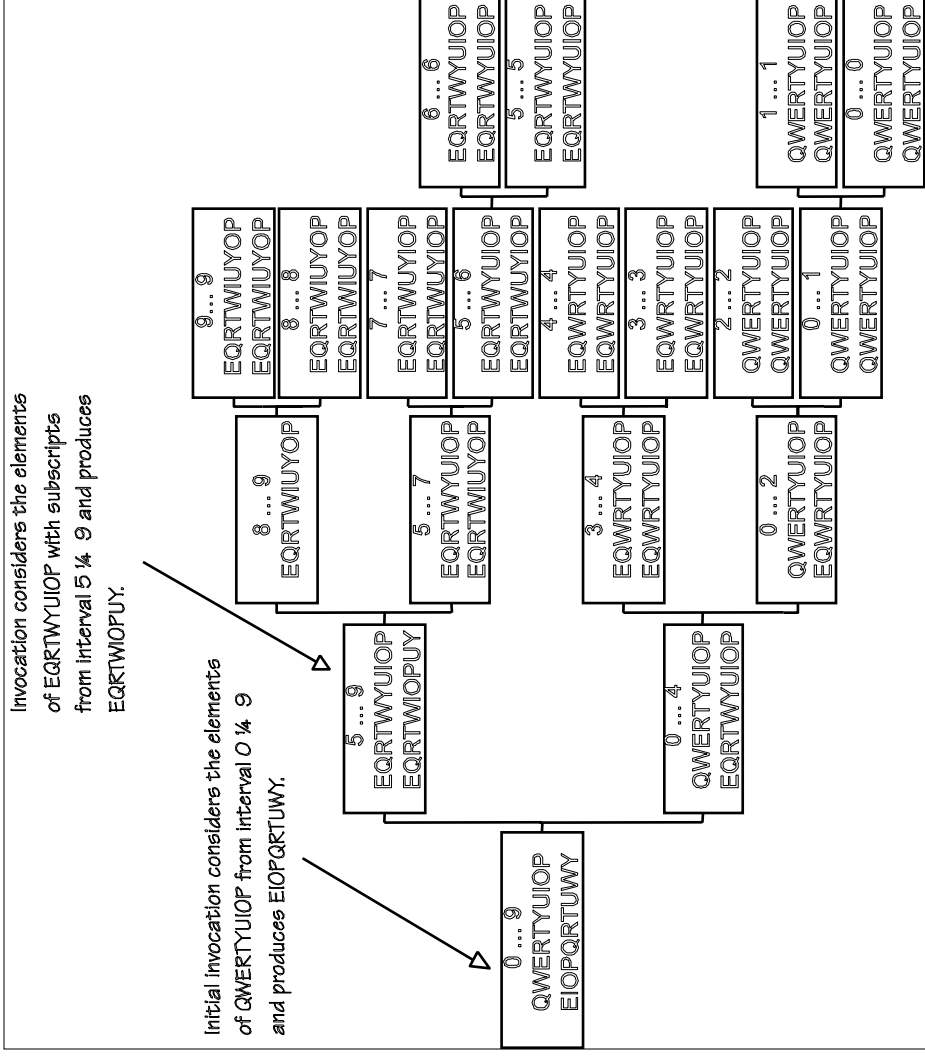 Invocation considers the elements
of EQRTWYUIOP with subscripts
from interval 5 ¼ 9 and produces
EQRTWIOPUY.
Initial invocation considers the elements
of QWERTYUIOP from interval 0 ¼ 9
and produces EIOPQRTUWY.
0 ... 9
QWERTYUIOP
EIOPQRTUWY
5 ... 9
EQRTWYUIOP
EQRTWIOPUY
0 ... 4
QWERTYUIOP
EQRTWYUIOP
8 ... 9
EQRTWIUYOP
5 ... 7
EQRTWYUIOP
EQRTWIUYOP
3 ... 4
EQWRTYUIOP
EQWRTYUIOP
0 ... 2
QWERTYUIOP
EQWRTYUIOP
9 ... 9
EQRTWIUYOP
EQRTWIUYOP
8 ... 8
EQRTWIUYOP
EQRTWIUYOP
7 ... 7
EQRTWUYIOP
EQRTWUYIOP
5 ... 6
EQRTWYUIOP
EQRTWUYIOP
4 ... 4
EQWRTYUIOP
EQWRTYUIOP
3 ... 3
EQWRTYUIOP
EQWRTYUIOP
2 ... 2
QWERTYUIOP
QWERTYUIOP
0 ... 1
QWERTYUIOP
QWERTYUIOP
6 ... 6
EQRTWYUIOP
EQRTWYUIOP
5 ... 5
EQRTWYUIOP
EQRTWYUIOP
1 ... 1
QWERTYUIOP
QWERTYUIOP
0 ... 0
QWERTYUIOP
QWERTYUIOP